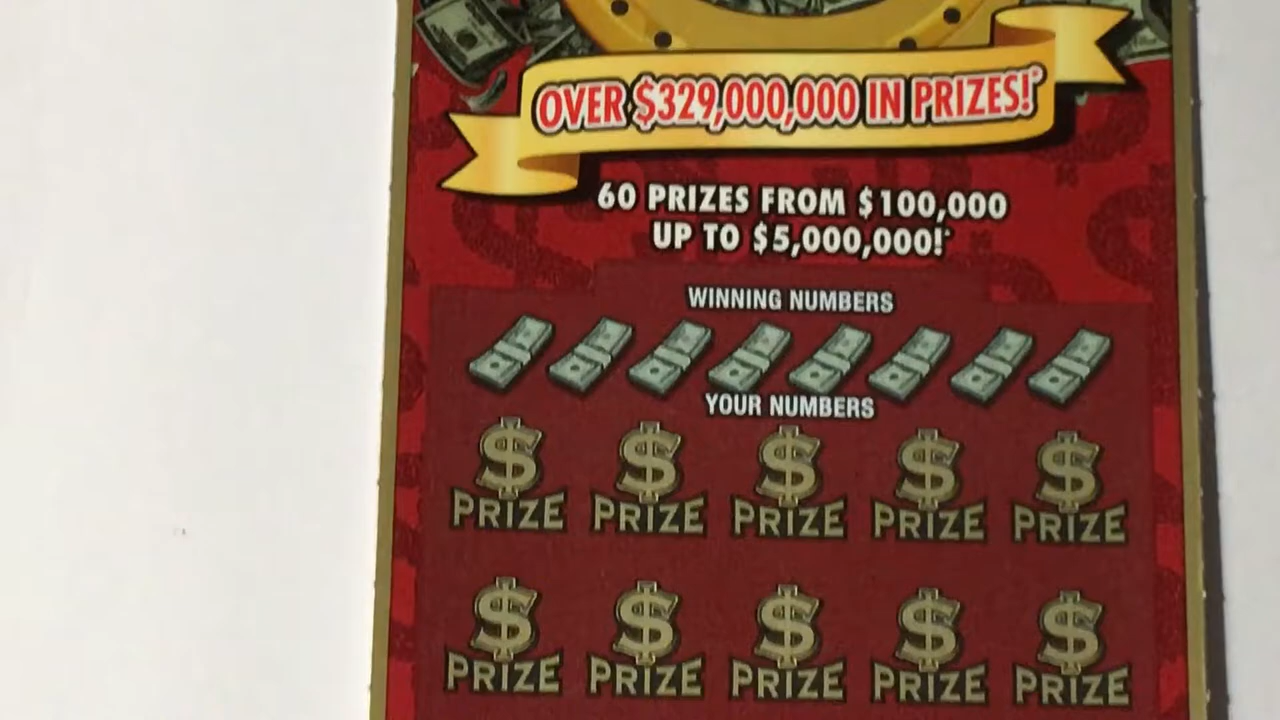 OVER $329,000,000 IN PRIZES!*
60 PRIZES FROM $100,000
UP TO $5,000,000!*
WINNING NUMBERS
YOUR NUMBERS
$ $ $ $ $
PRIZE PRIZE PRIZE PRIZE PRIZE
$ $ $ $ $
PRIZE PRIZE PRIZE PRIZE PRIZE